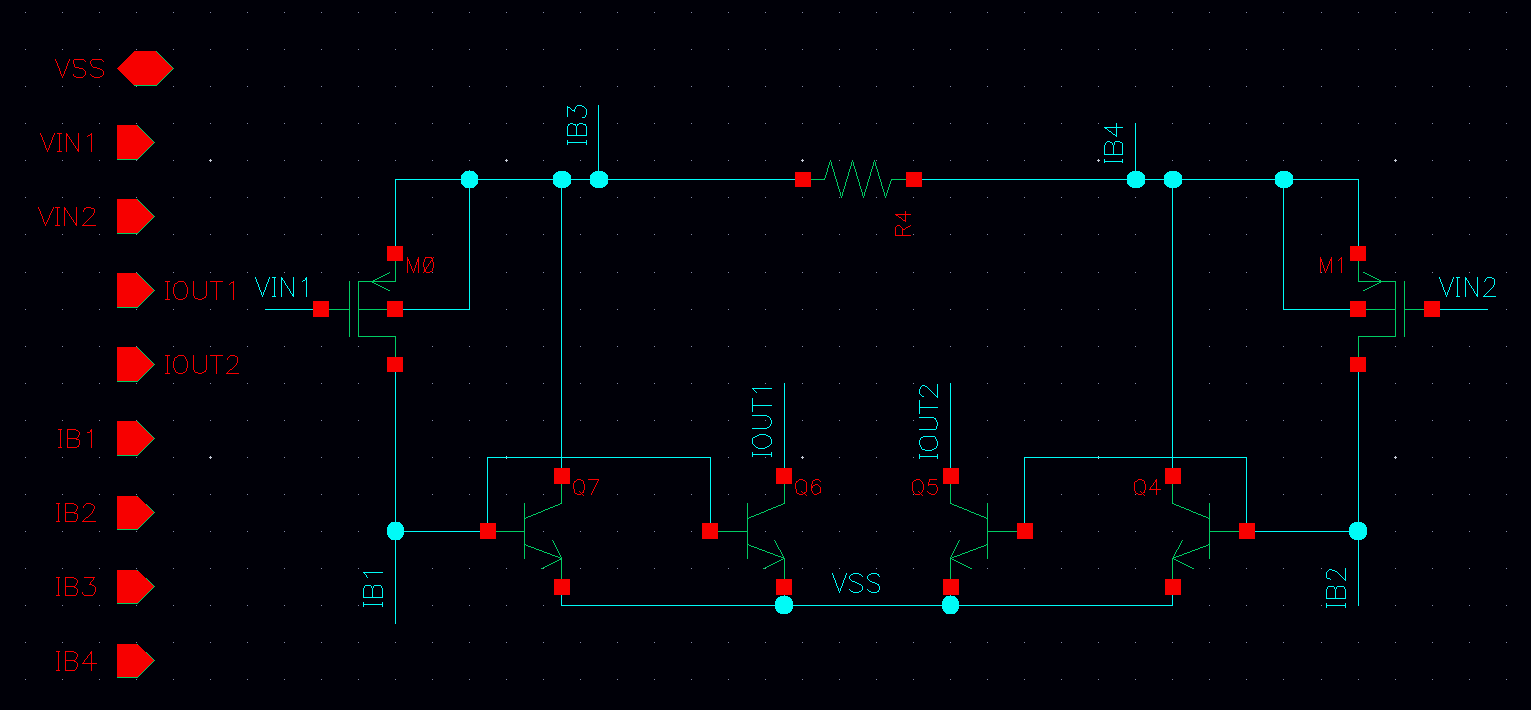 VSS
VIN1
VIN2
IOUT1
IOUT2
IB1
IB2
IB3
IB4
IB3
IB4
R4
M0
M1
VIN1
VIN2
IOUT1
IOUT2
Q7
Q6
Q5
Q4
IB1
VSS
IB2